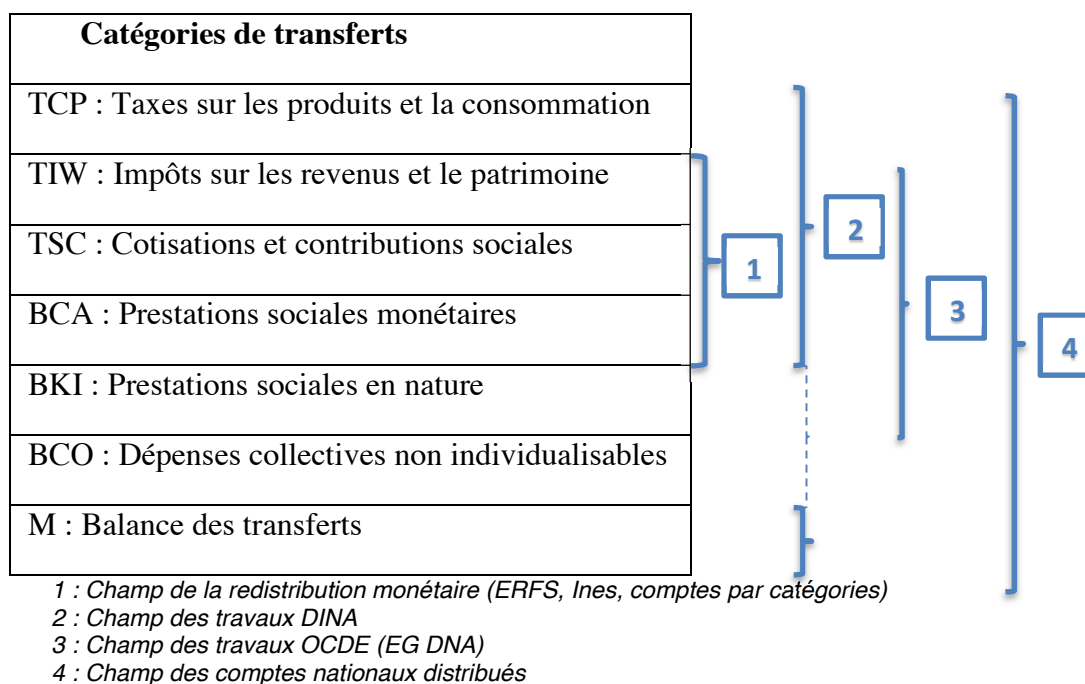 Catégories de transferts
TCP : Taxes sur les produits et la consommation
TIW : Impôts sur les revenus et le patrimoine
TSC : Cotisations et contributions sociales
BCA : Prestations sociales monétaires
BKI : Prestations sociales en nature
BCO : Dépenses collectives non individualisables
M : Balance des transferts
1
2
3
4
1 : Champ de la redistribution monétaire (ERFS, Ines, comptes par catégories)
2 : Champ des travaux DINA
3 : Champ des travaux OCDE (EG DNA)
4 : Champ des comptes nationaux distribués